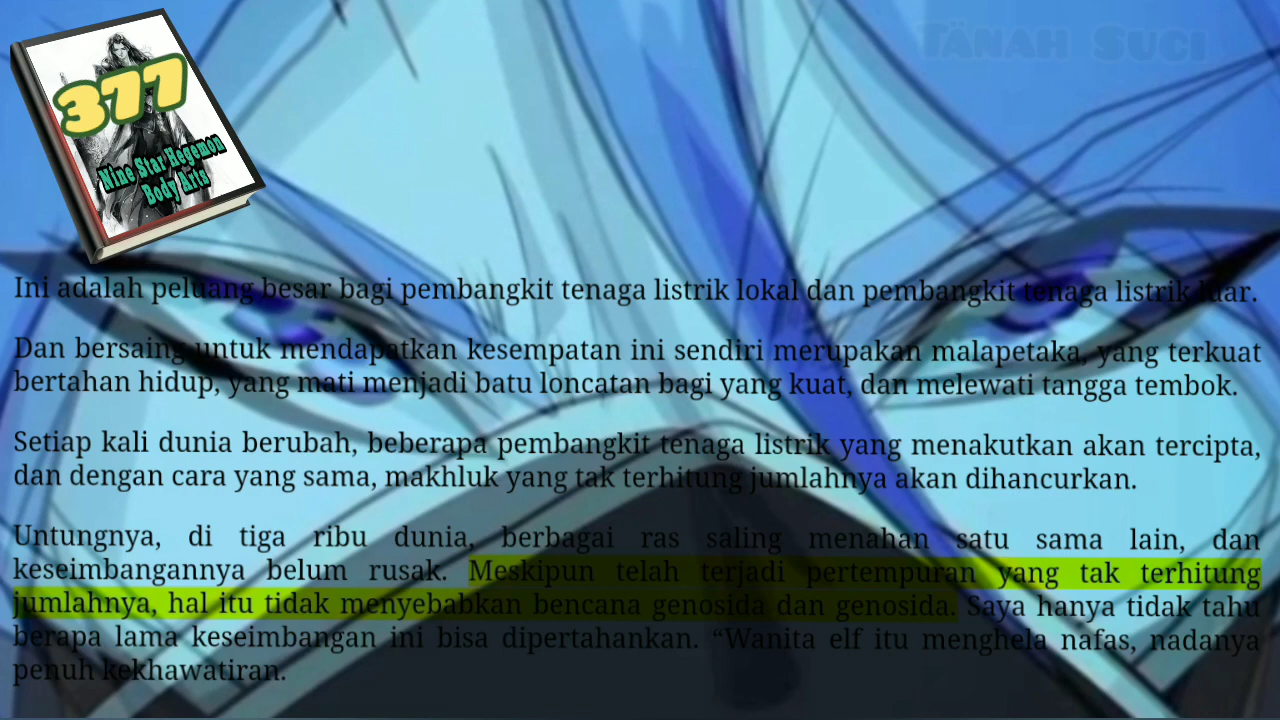 TANAH SUCI
377
Nine Star Hegemon
Body Arts
Ini adalah peluang besar bagi pembangkit tenaga listrik lokal dan pembangkit tenaga listrik luar.
Dan bersaing untuk mendapatkan kesempatan ini sendiri merupakan malapetaka, yang terkuat
bertahan hidup, yang mati menjadi batu loncatan bagi yang kuat, dan melewati tangga tembok.
Setiap kali dunia berubah, beberapa pembangkit tenaga listrik yang menakutkan akan tercipta,
dan dengan cara yang sama, makhluk yang tak terhitung jumlahnya akan dihancurkan.
Untungnya, di tiga ribu dunia, berbagai ras saling menahan satu sama lain, dan
keseimbangannya belum rusak. Meskipun telah terjadi pertempuran yang tak terhitung
jumlahnya, hal itu tidak menyebabkan bencana genosida dan genosida. Saya hanya tidak tahu
berapa lama keseimbangan ini bisa dipertahankan. “Wanita elf itu menghela nafas, nadanya
penuh kekhawatiran.